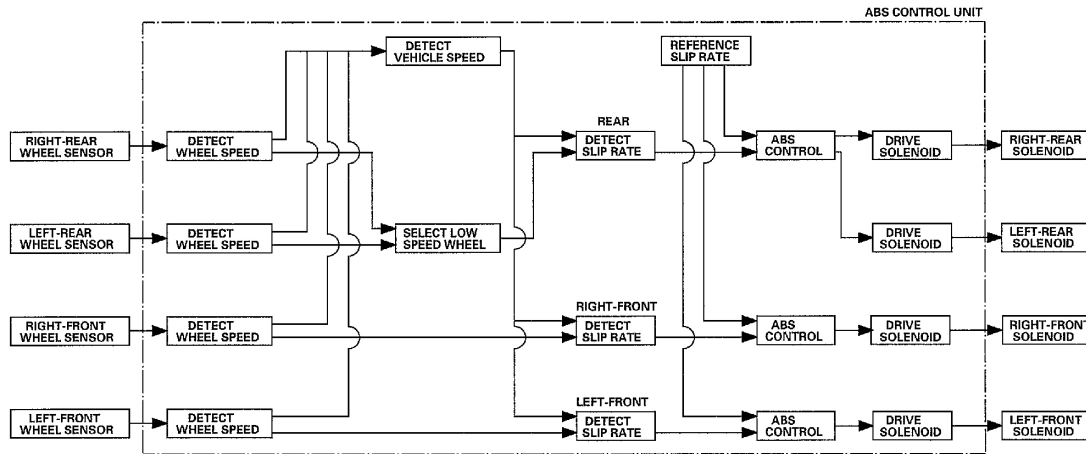 ABS CONTROL UNIT
DETECT
VEHICLE SPEED
REFERENCE
SLIP RATE
REAR
RIGHT-REAR
WHEEL SENSOR
DETECT
WHEEL SPEED
DETECT
SLIP RATE
ABS
CONTROL
DRIVE
SOLENOID
RIGHT-REAR
SOLENOID
LEFT-REAR
WHEEL SENSOR
DETECT
WHEEL SPEED
SELECT LOW
SPEED WHEEL
DRIVE
SOLENOID
LEFT-REAR
SOLENOID
RIGHT-FRONT
RIGHT-FRONT
WHEEL SENSOR
DETECT
WHEEL SPEED
DETECT
SLIP RATE
ABS
CONTROL
DRIVE
SOLENOID
RIGHT-FRONT
SOLENOID
LEFT-FRONT
LEFT-FRONT
WHEEL SENSOR
DETECT
WHEEL SPEED
DETECT
SLIP RATE
ABS
CONTROL
DRIVE
SOLENOID
LEFT-FRONT
SOLENOID